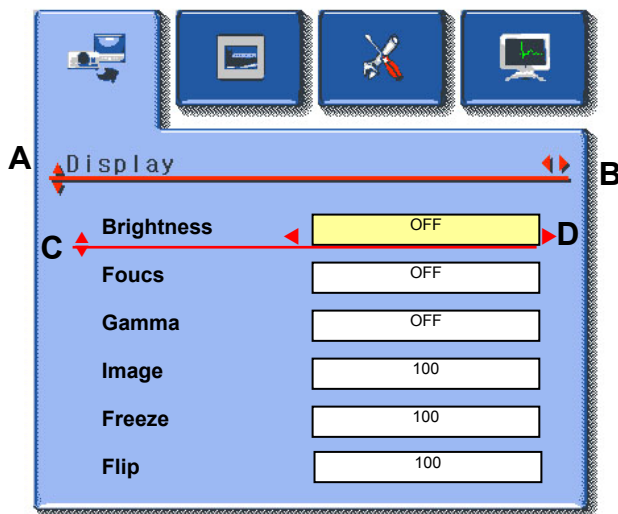 A Display B
Brightness OFF
C D
Foucs OFF
Gamma OFF
Image 100
Freeze 100
Flip 100